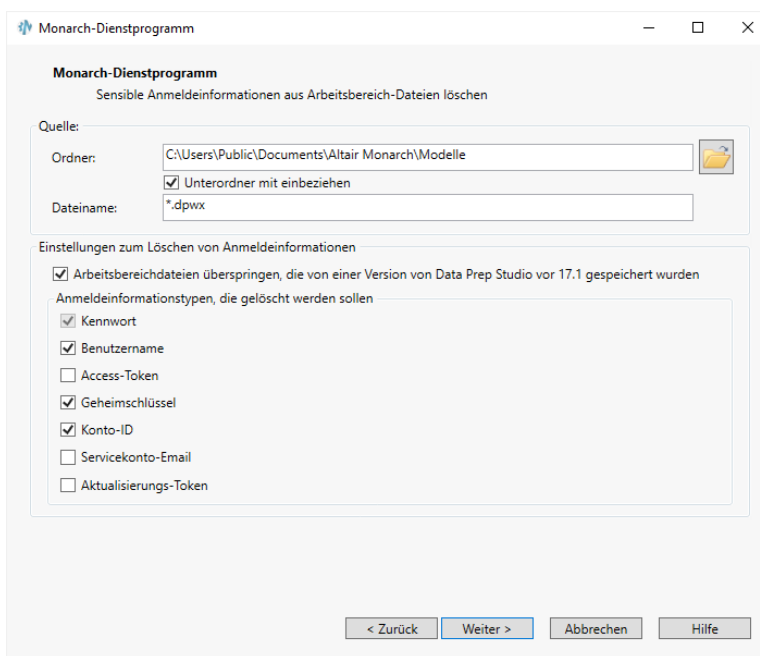 Monarch-Dienstprogramm
Monarch-Dienstprogramm
Sensible Anmeldeinformationen aus Arbeitsbereich-Dateien löschen
Quelle:
Ordner: C:\Users\Public\Documents\Altair Monarch\Modelle
Unterordner mit einbeziehen
Dateiname: *.dpwx
Einstellungen zum Löschen von Anmeldeinformationen
Arbeitsbereichdateien überspringen, die von einer Version von Data Prep Studio vor 17.1 gespeichert wurden
Anmeldeinformationstypen, die gelöscht werden sollen
Kennwort
Benutzername
Access-Token
Geheimschlüssel
Konto-ID
Servicekonto-Email
Aktualisierungs-Token
< Zurück Weiter > Abbrechen Hilfe